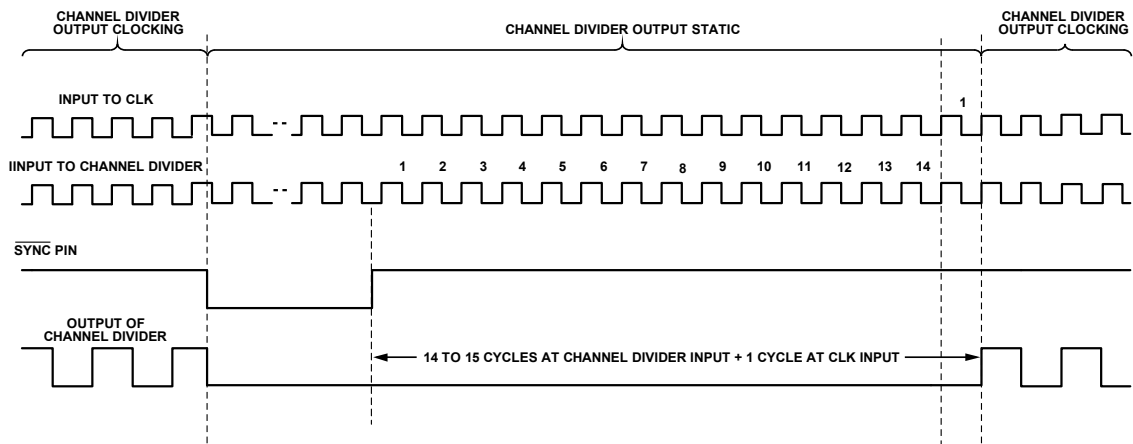 CHANNEL DIVIDER
OUTPUT CLOCKING
CHANNEL DIVIDER OUTPUT STATIC
CHANNEL DIVIDER
OUTPUT CLOCKING
INPUT TO CLK
1
IINPUT TO CHANNEL DIVIDER
1 2 3 4 5 6 7 8 9 10 11 12 13 14
SYNC PIN
OUTPUT OF
CHANNEL DIVIDER
14 TO 15 CYCLES AT CHANNEL DIVIDER INPUT + 1 CYCLE AT CLK INPUT